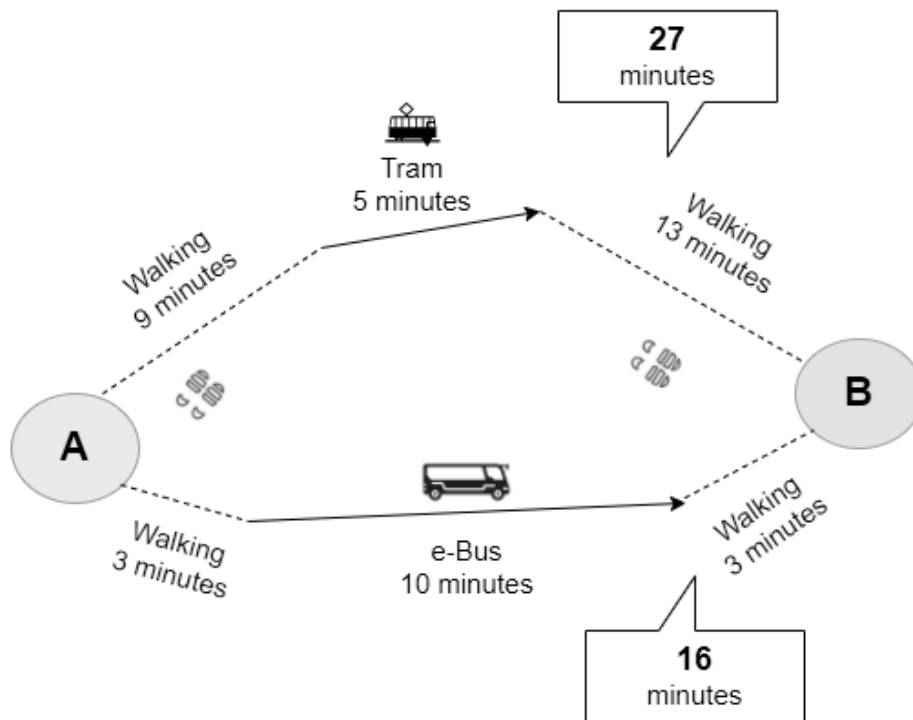 27
minutes
Tram
5 minutes
Walking
9 minutes
Walking
13 minutes
A
B
Walking
3 minutes
e-Bus
10 minutes
Walking
3 minutes
16
minutes